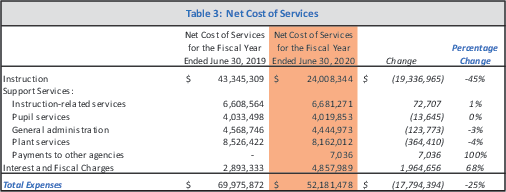 Table 3: Net Cost of Services
Net Cost of Services for the Fiscal Year Ended June 30, 2019 Net Cost of Services for the Fiscal Year Ended June 30, 2020 Change Percentage Change
Instruction $ 43,345,309 $ 24,008,344 $ (19,336,965) -45%
Support Services:
Instruction-related services 6,608,564 6,681,271 72,707 1%
Pupil services 4,033,498 4,019,853 (13,645) 0%
General administration 4,568,746 4,444,973 (123,773) -3%
Plant services 8,526,422 8,162,012 (364,410) -4%
Payments to other agencies - 7,036 7,036 100%
Interest and Fiscal Charges 2,893,333 4,857,989 1,964,656 68%
Total Expenses $ 69,975,872 $ 52,181,478 $ (17,794,394) -25%